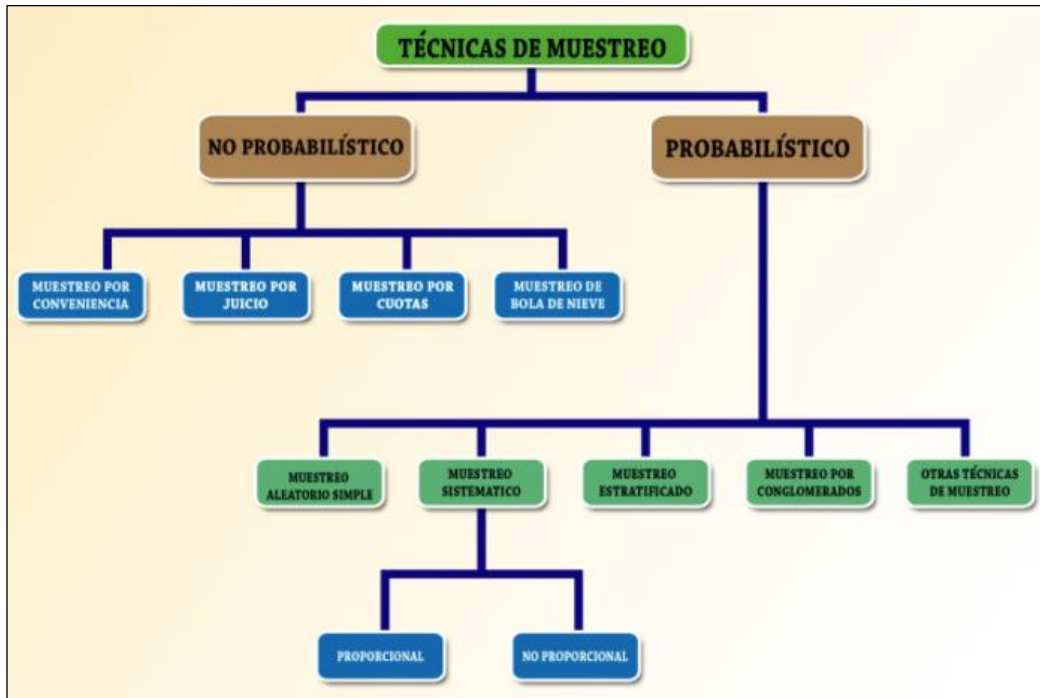 TÉCNICAS DE MUESTREO
NO PROBABILÍSTICO
PROBABILÍSTICO
MUESTREO POR
CONVENIENCIA
MUESTREO POR
JUICIO
MUESTREO POR
CUOTAS
MUESTREO DE
BOLA DE NIEVE
MUESTREO
ALEATORIO SIMPLE
MUESTREO
SISTEMATICO
MUESTREO
ESTRATIFICADO
MUESTREO POR
CONGLOMERADOS
OTRAS TÉCNICAS
DE MUESTREO
PROPORCIONAL
NO PROPORCIONAL